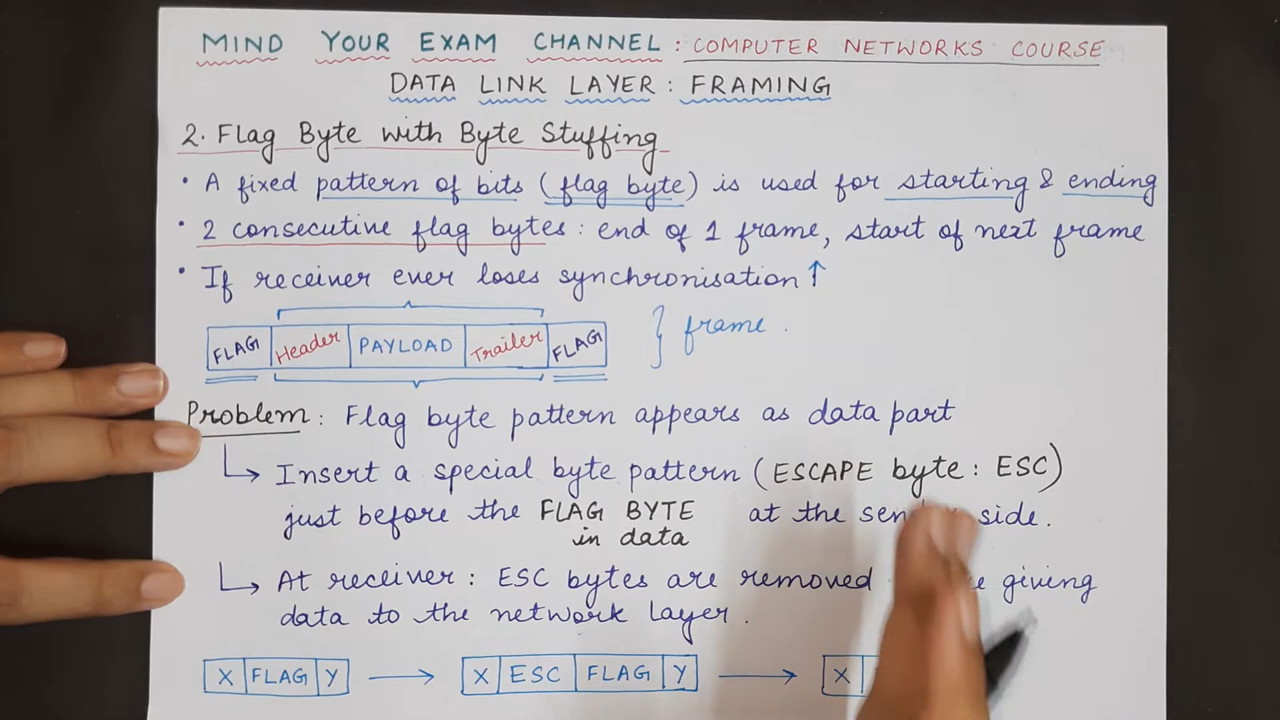 MIND YOUR EXAM CHANNEL : COMPUTER NETWORKS COURSE
DATA LINK LAYER : FRAMING
2. Flag Byte with Byte Stuffing
• A fixed pattern of bits (flag byte) is used for starting & ending
• 2 consecutive flag bytes : end of 1 frame, start of next frame
• If receiver ever loses synchronisation ↑
FLAG Header PAYLOAD Trailer FLAG } frame .
Problem : Flag byte pattern appears as data part
↳ Insert a special byte pattern (ESCAPE byte : ESC)
just before the FLAG BYTE at the side.
in data
↳ At receiver : ESC bytes are removed giving
data to the network layer .
X FLAG Y → X ESC FLAG Y → X